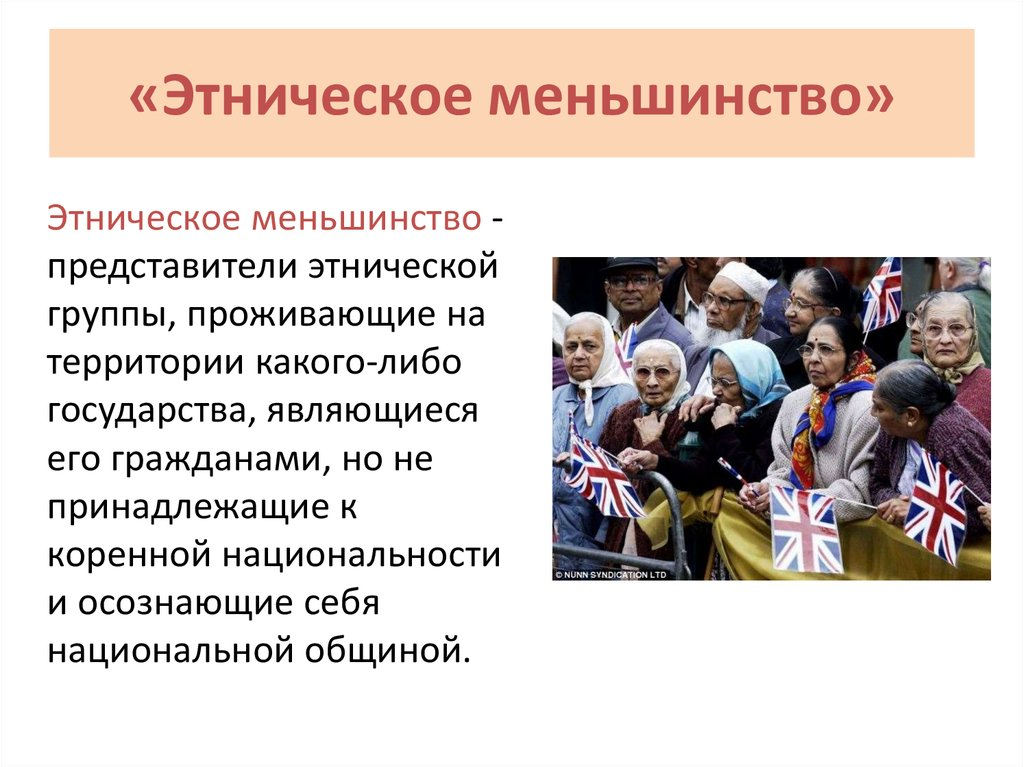 «Этническое меньшинство»
Этническое меньшинство -
представители этнической
группы, проживающие на
территории какого-либо
государства, являющиеся
его гражданами, но не
принадлежащие к
коренной национальности
и осознающие себя
национальной общиной.
© NUNN SYNDICATION LTD